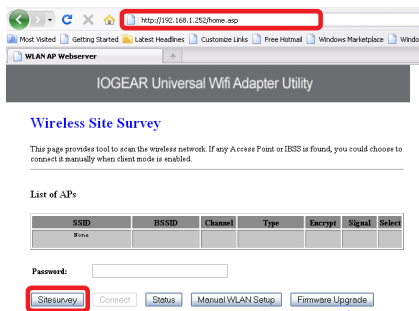 http://192.168.1.252/home.asp
Most Visited Getting Started Latest Headlines Customize Links Free Hotmail Windows Marketplace Windo
WLAN AP Webserver
IOGEAR Universal Wifi Adapter Utility
Wireless Site Survey
This page provides tool to scan the wireless network. If any Access Point or IBSS is found, you could choose to
connect it manually when client mode is enabled.
List of APs
SSID BSSID Channel Type Encrypt Signal Select
None
Password:
Sitesurvey Connect Status Manual WLAN Setup Firmware Upgrade